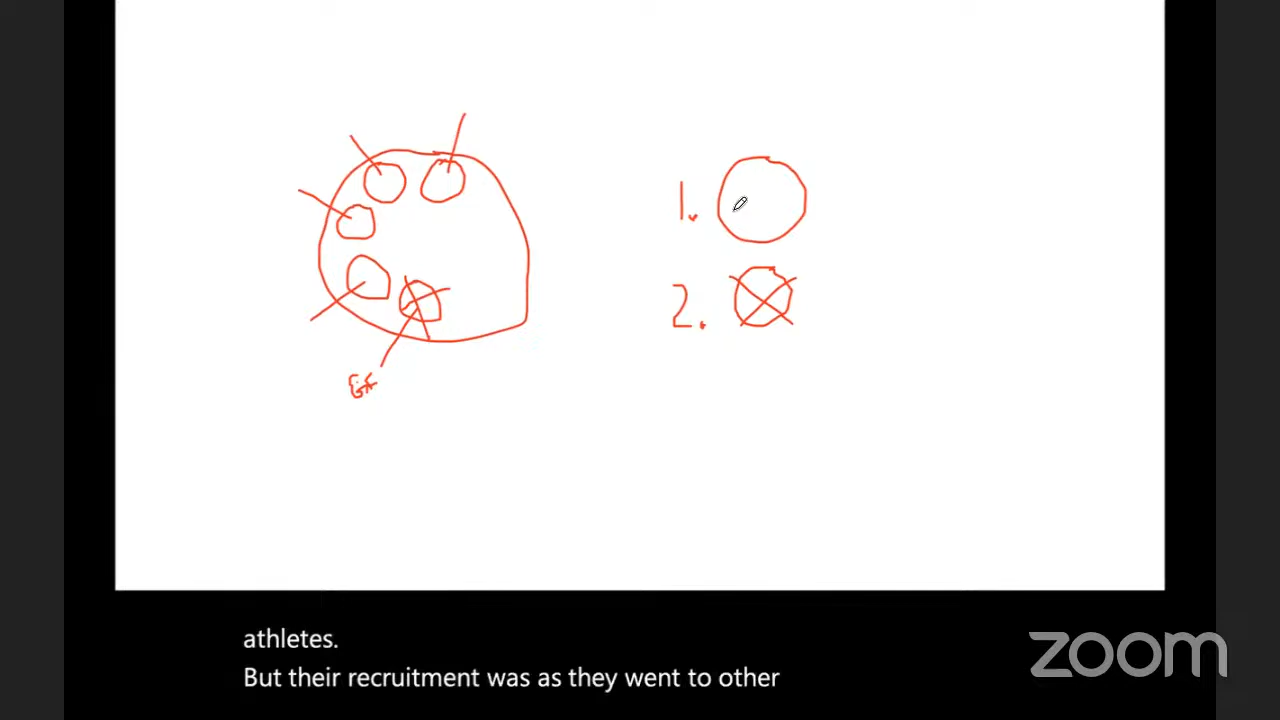 1.
2.
athletes.
But their recruitment was as they went to other
zoom